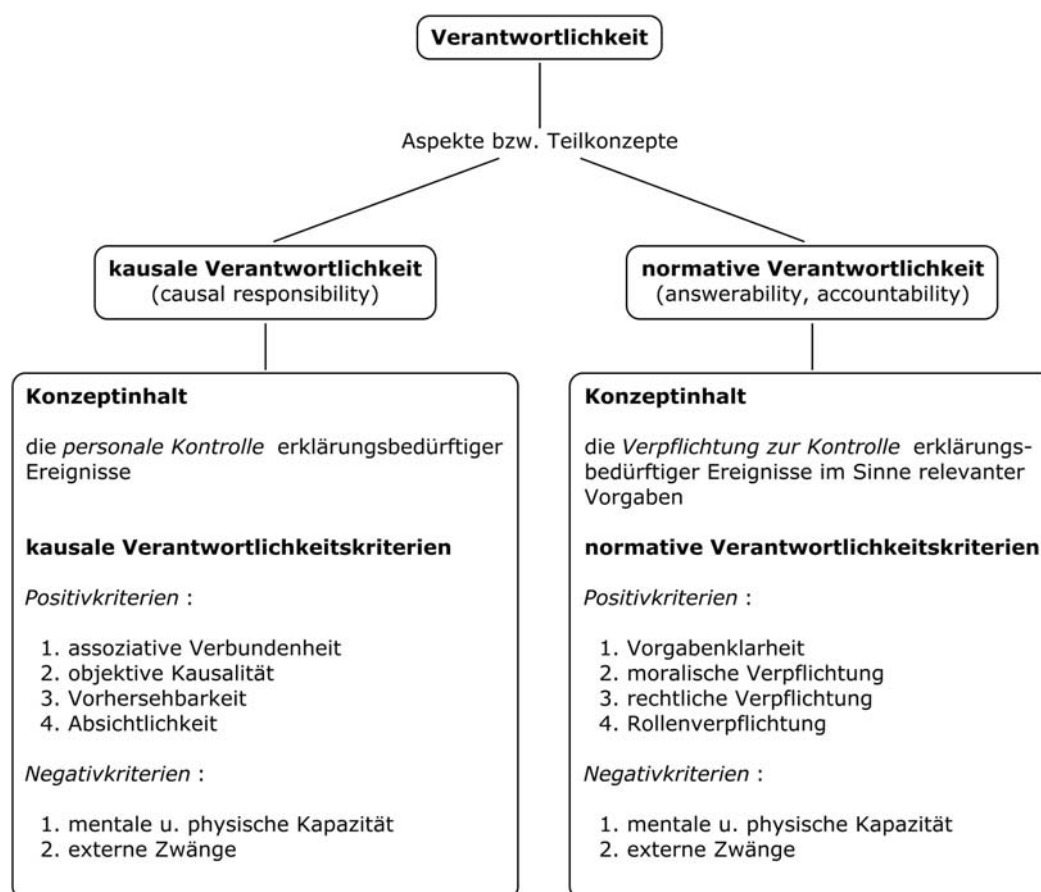 Verantwortlichkeit
Aspekte bzw. Teilkonzepte
kausale Verantwortlichkeit
(causal responsibility)
normative Verantwortlichkeit
(answerability, accountability)
Konzeptinhalt
die personale Kontrolle erklärungsbedürftiger
Ereignisse
kausale Verantwortlichkeitskriterien
Positivkriterien :
1. assoziative Verbundenheit
2. objektive Kausalität
3. Vorhersehbarkeit
4. Absichtlichkeit
Negativkriterien :
1. mentale u. physische Kapazität
2. externe Zwänge
Konzeptinhalt
die Verpflichtung zur Kontrolle erklärungs-
bedürftiger Ereignisse im Sinne relevanter
Vorgaben
normative Verantwortlichkeitskriterien
Positivkriterien :
1. Vorgabenklarheit
2. moralische Verpflichtung
3. rechtliche Verpflichtung
4. Rollenverpflichtung
Negativkriterien :
1. mentale u. physische Kapazität
2. externe Zwänge